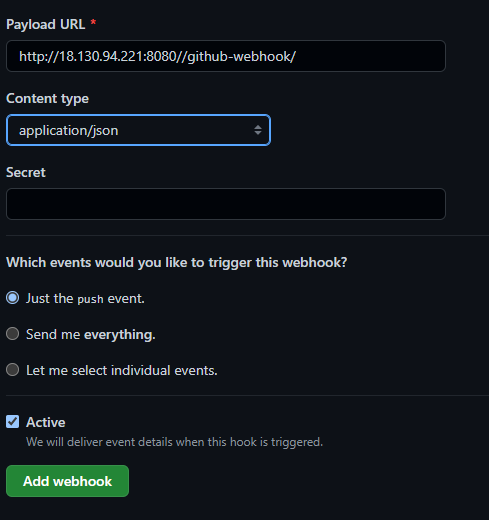 Payload URL *
http://18.130.94.221:8080//github-webhook/
Content type
application/json
Secret
Which events would you like to trigger this webhook?
Just the push event.
Send me everything.
Let me select individual events.
Active
We will deliver event details when this hook is triggered.
Add webhook